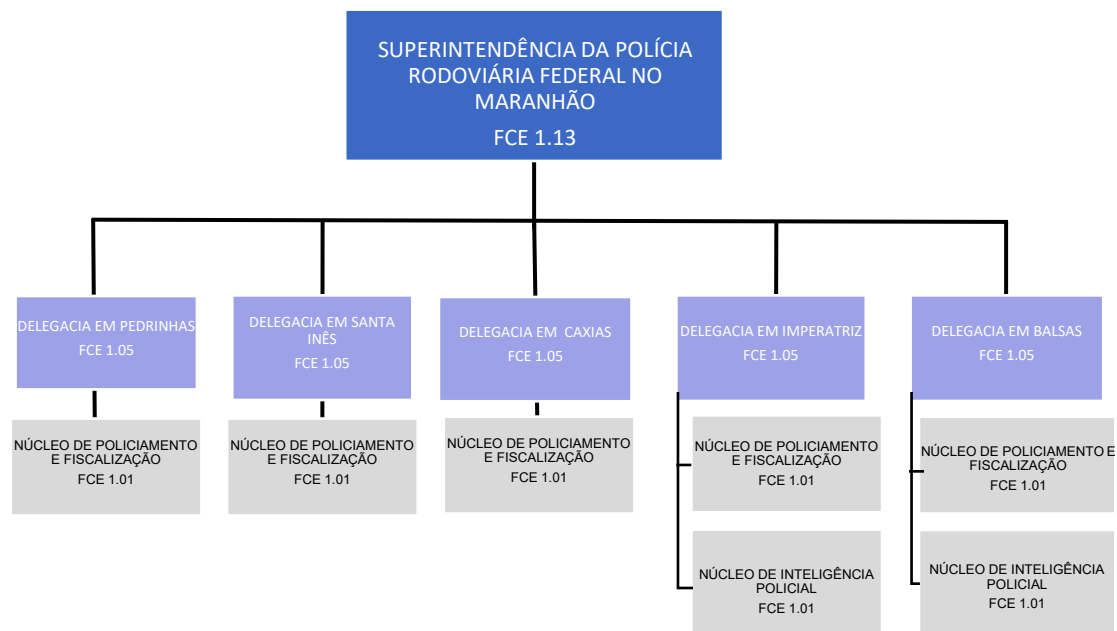 SUPERINTENDÊNCIA DA POLÍCIA
RODOVIÁRIA FEDERAL NO
MARANHÃO
FCE 1.13
DELEGACIA EM PEDRINHAS
FCE 1.05
DELEGACIA EM SANTA
INÊS
FCE 1.05
DELEGACIA EM CAXIAS
FCE 1.05
DELEGACIA EM IMPERATRIZ
FCE 1.05
DELEGACIA EM BALSAS
FCE 1.05
NÚCLEO DE POLICIAMENTO
E FISCALIZAÇÃO
FCE 1.01
NÚCLEO DE POLICIAMENTO
E FISCALIZAÇÃO
FCE 1.01
NÚCLEO DE POLICIAMENTO
E FISCALIZAÇÃO
FCE 1.01
NÚCLEO DE POLICIAMENTO
E FISCALIZAÇÃO
FCE 1.01
NÚCLEO DE POLICIAMENTO E
FISCALIZAÇÃO
FCE 1.01
NÚCLEO DE INTELIGÊNCIA
POLICIAL
FCE 1.01
NÚCLEO DE INTELIGÊNCIA
POLICIAL
FCE 1.01